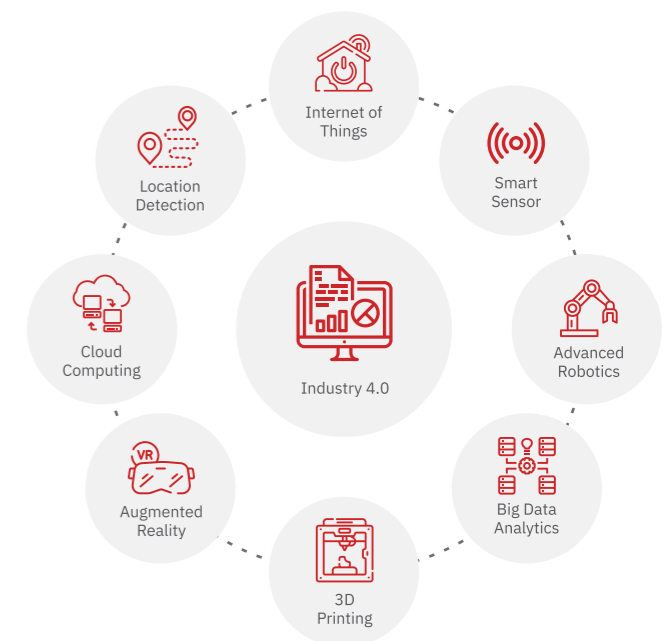 Internet of
Things
Location
Detection
Smart
Sensor
Cloud
Computing
Industry 4.0
Advanced
Robotics
VR
Augmented
Reality
Big Data
Analytics
3D
Printing